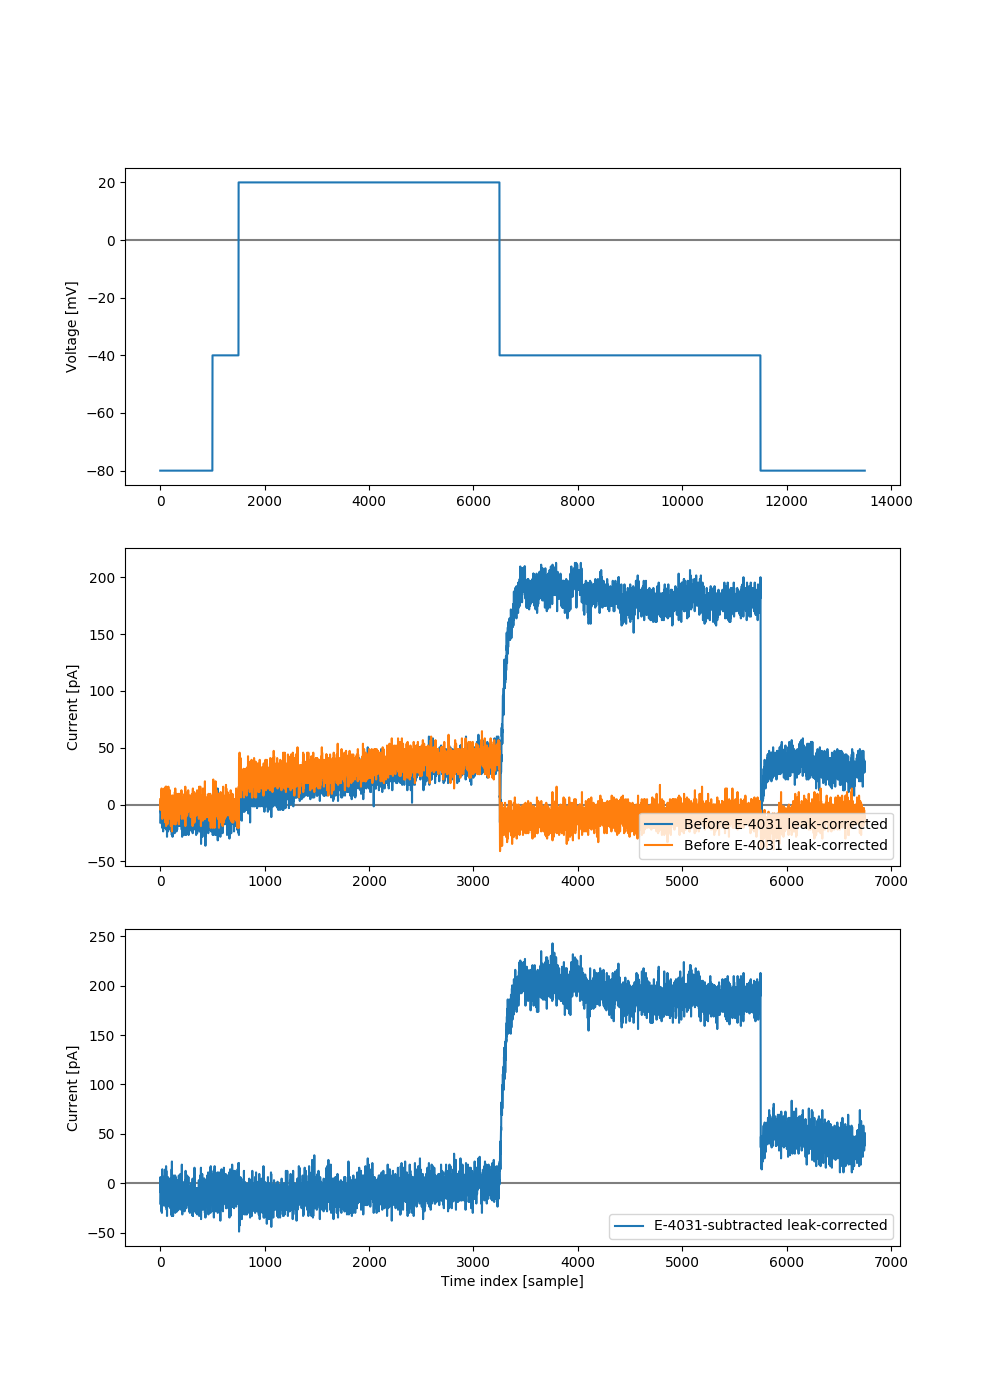 20
0
−20
−40
−60
−80
Voltage [mV]
0 2000 4000 6000 8000 10000 12000 14000
200
150
100
50
0
−50
Current [pA]
Before E-4031 leak-corrected
Before E-4031 leak-corrected
0 1000 2000 3000 4000 5000 6000 7000
250
200
150
100
50
0
−50
Current [pA]
E-4031-subtracted leak-corrected
0 1000 2000 3000 4000 5000 6000 7000
Time index [sample]